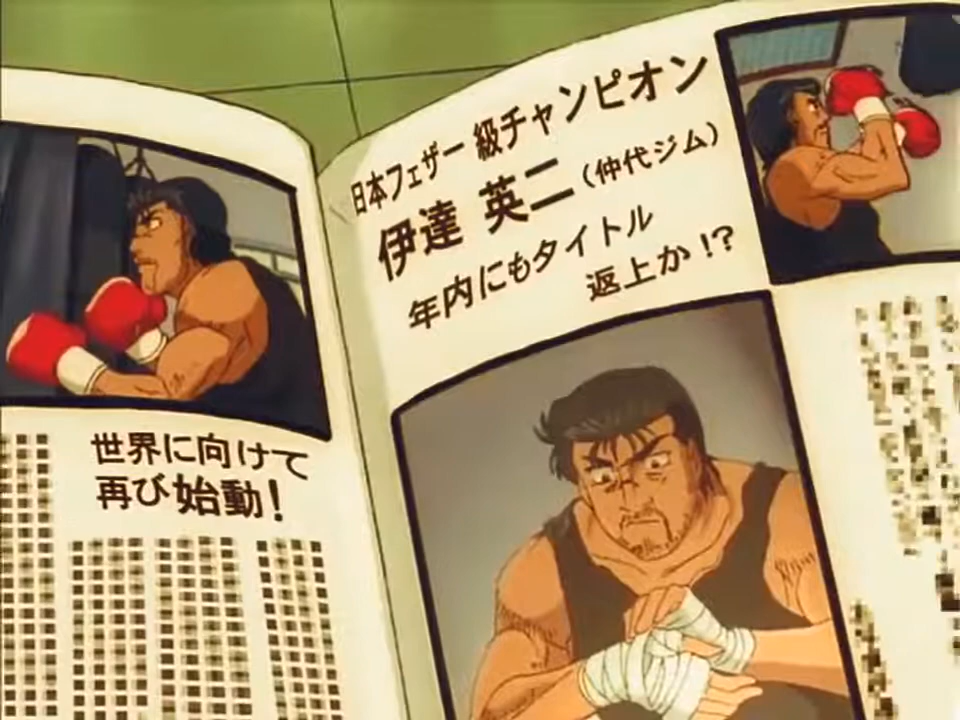 日本フェザー級チャンピオン
伊達 英二 (仲代ジム)
年内にもタイトル
返上か!?
世界に向けて
再び始動!